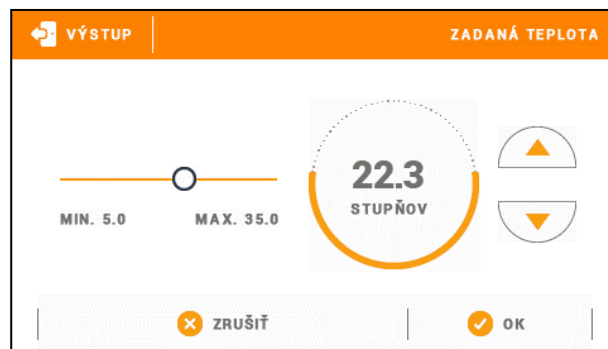 VÝSTUP
ZADANÁ TEPLOTA
22.3
STUPŇOV
MIN. 5.0
MAX. 35.0
ZRUŠIŤ
OK